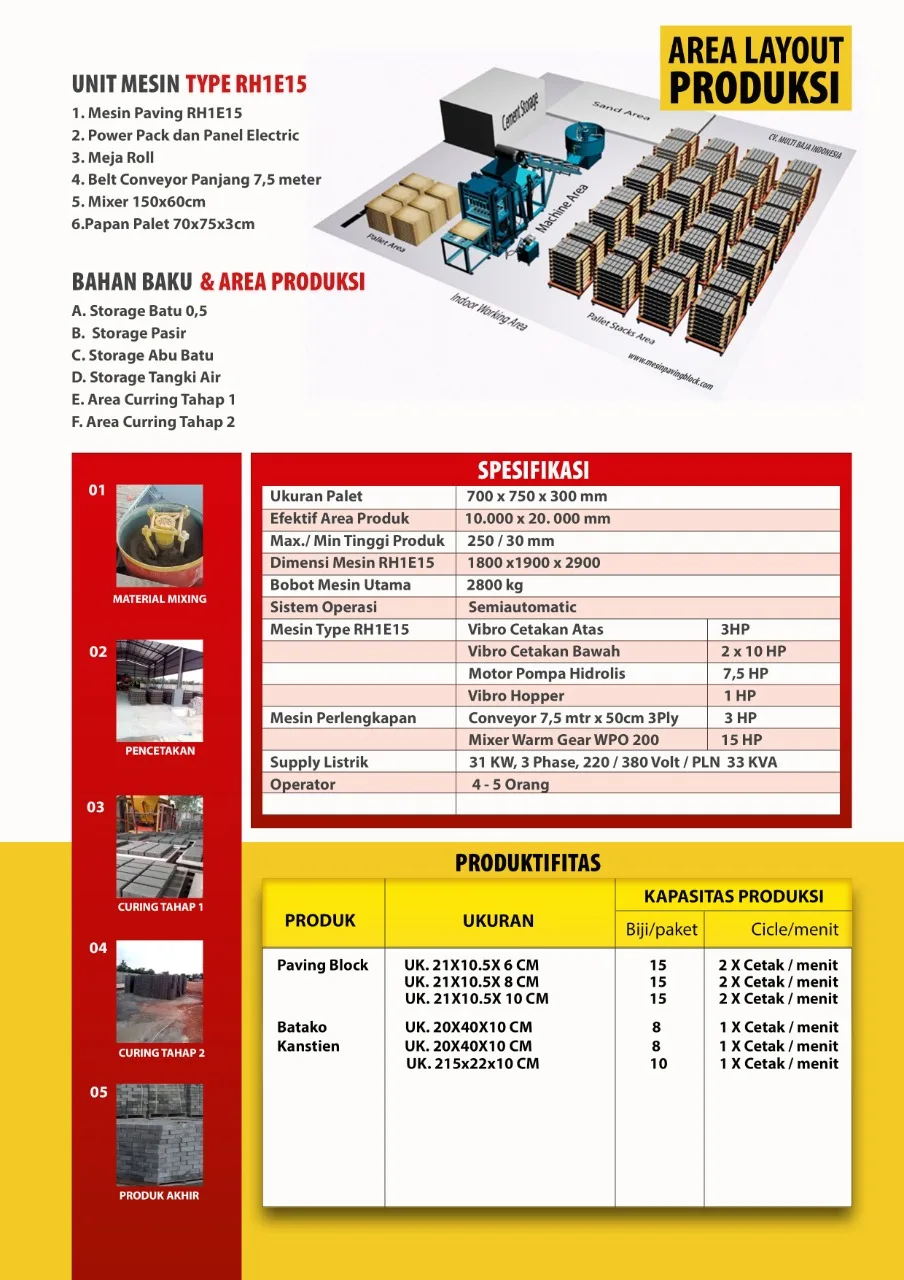 AREA LAYOUT
PRODUKSI
UNIT MESIN TYPE RH1E15
1. Mesin Paving RH1E15
2. Power Pack dan Panel Electric
3. Meja Roll
4. Belt Conveyor Panjang 7,5 meter
5. Mixer 150x60cm
6.Papan Palet 70x75x3cm
BAHAN BAKU & AREA PRODUKSI
A. Storage Batu 0,5
B. Storage Pasir
C. Storage Abu Batu
D. Storage Tangki Air
E. Area Curring Tahap 1
F. Area Curring Tahap 2
Cement Storage
Sand Area
CV. MULTI BAJA INDONESIA
Machine Area
Pallet Area
Indoor Working Area
Pallet Stacks Area
www.mesinpavingblock.com
01
MATERIAL MIXING
02
PENCETAKAN
03
CURING TAHAP 1
04
CURING TAHAP 2
05
PRODUK AKHIR
SPESIFIKASI
Ukuran Palet 700 x 750 x 300 mm
Efektif Area Produk 10.000 x 20. 000 mm
Max./ Min Tinggi Produk 250 / 30 mm
Dimensi Mesin RH1E15 1800 x1900 x 2900
Bobot Mesin Utama 2800 kg
Sistem Operasi Semiautomatic
Mesin Type RH1E15 Vibro Cetakan Atas 3HP
Vibro Cetakan Bawah 2 x 10 HP
Motor Pompa Hidrolis 7,5 HP
Vibro Hopper 1 HP
Mesin Perlengkapan Conveyor 7,5 mtr x 50cm 3Ply 3 HP
Mixer Warm Gear WPO 200 15 HP
Supply Listrik 31 KW, 3 Phase, 220 / 380 Volt / PLN 33 KVA
Operator 4 - 5 Orang
PRODUKTIFITAS
PRODUK UKURAN KAPASITAS PRODUKSI
Biji/paket Cicle/menit
Paving Block UK. 21X10.5X 6 CM 15 2 X Cetak / menit
UK. 21X10.5X 8 CM 15 2 X Cetak / menit
UK. 21X10.5X 10 CM 15 2 X Cetak / menit
Batako UK. 20X40X10 CM 8 1 X Cetak / menit
Kanstien UK. 20X40X10 CM 8 1 X Cetak / menit
UK. 215x22x10 CM 10 1 X Cetak / menit